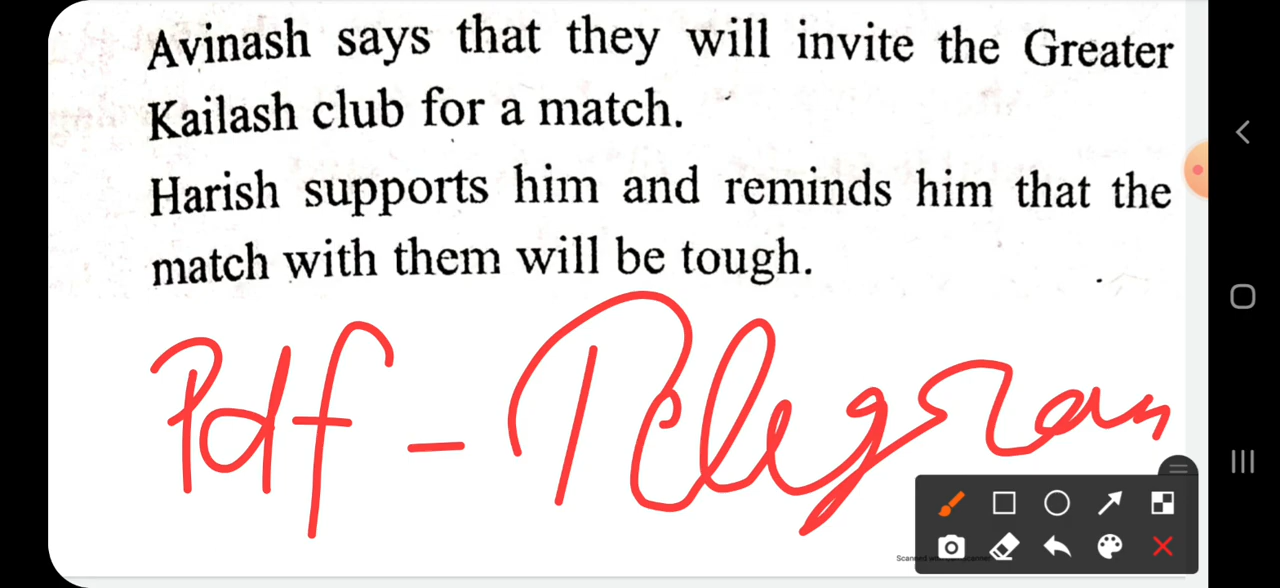 Avinash says that they will invite the Greater
Kailash club for a match.
Harish supports him and reminds him that the
match with them will be tough.
Pdf - Telegram